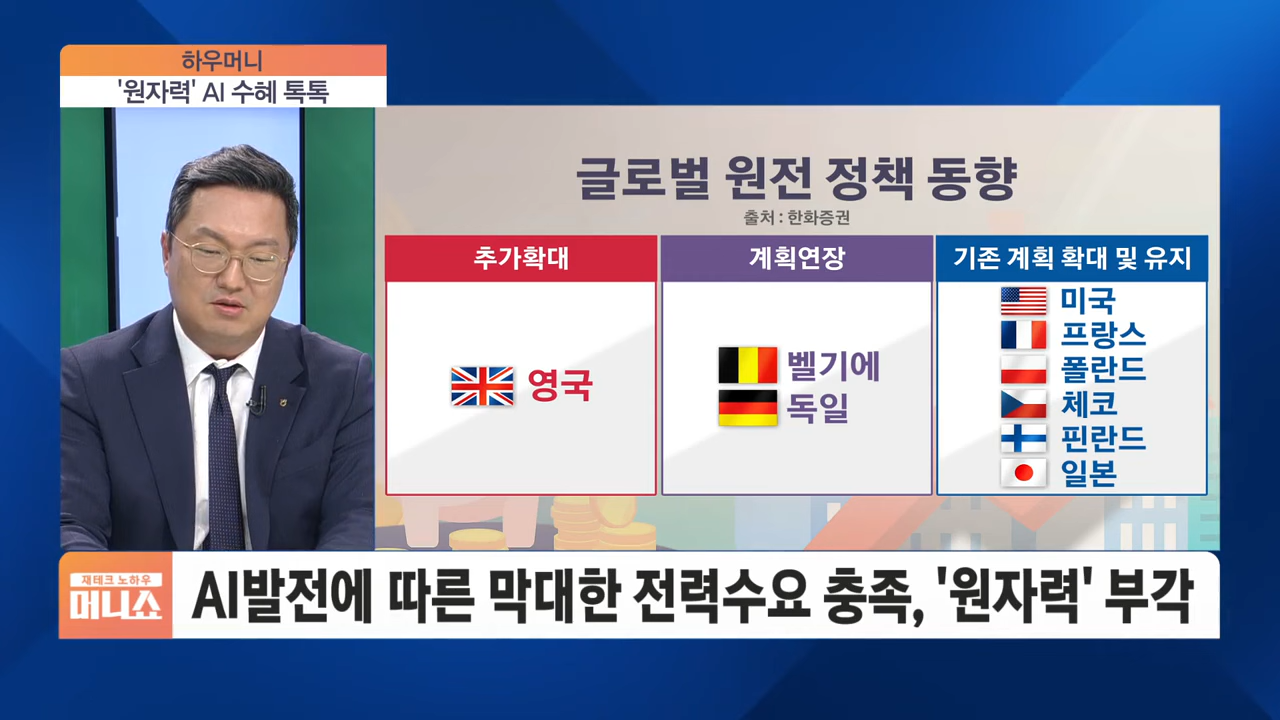 하우머니
'원자력' AI 수혜 톡톡
글로벌 원전 정책 동향
출처 : 한화증권
추가확대
영국
계획연장
벨기에
독일
기존 계획 확대 및 유지
미국
프랑스
폴란드
체코
핀란드
일본
재테크 노하우
머니쇼
AI발전에 따른 막대한 전력수요 충족, '원자력' 부각